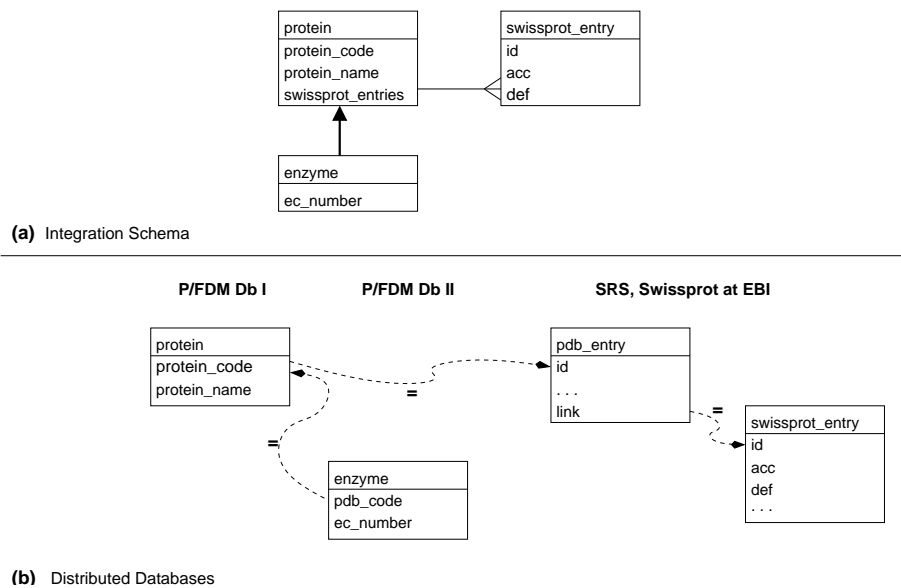 protein
protein_code
protein_name
swissprot_entries
swissprot_entry
id
acc
def
enzyme
ec_number
(a) Integration Schema
P/FDM Db I
P/FDM Db II
SRS, Swissprot at EBI
protein
protein_code
protein_name
=
=
enzyme
pdb_code
ec_number
pdb_entry
id
. . .
link
=
swissprot_entry
id
acc
def
. . .
(b) Distributed Databases